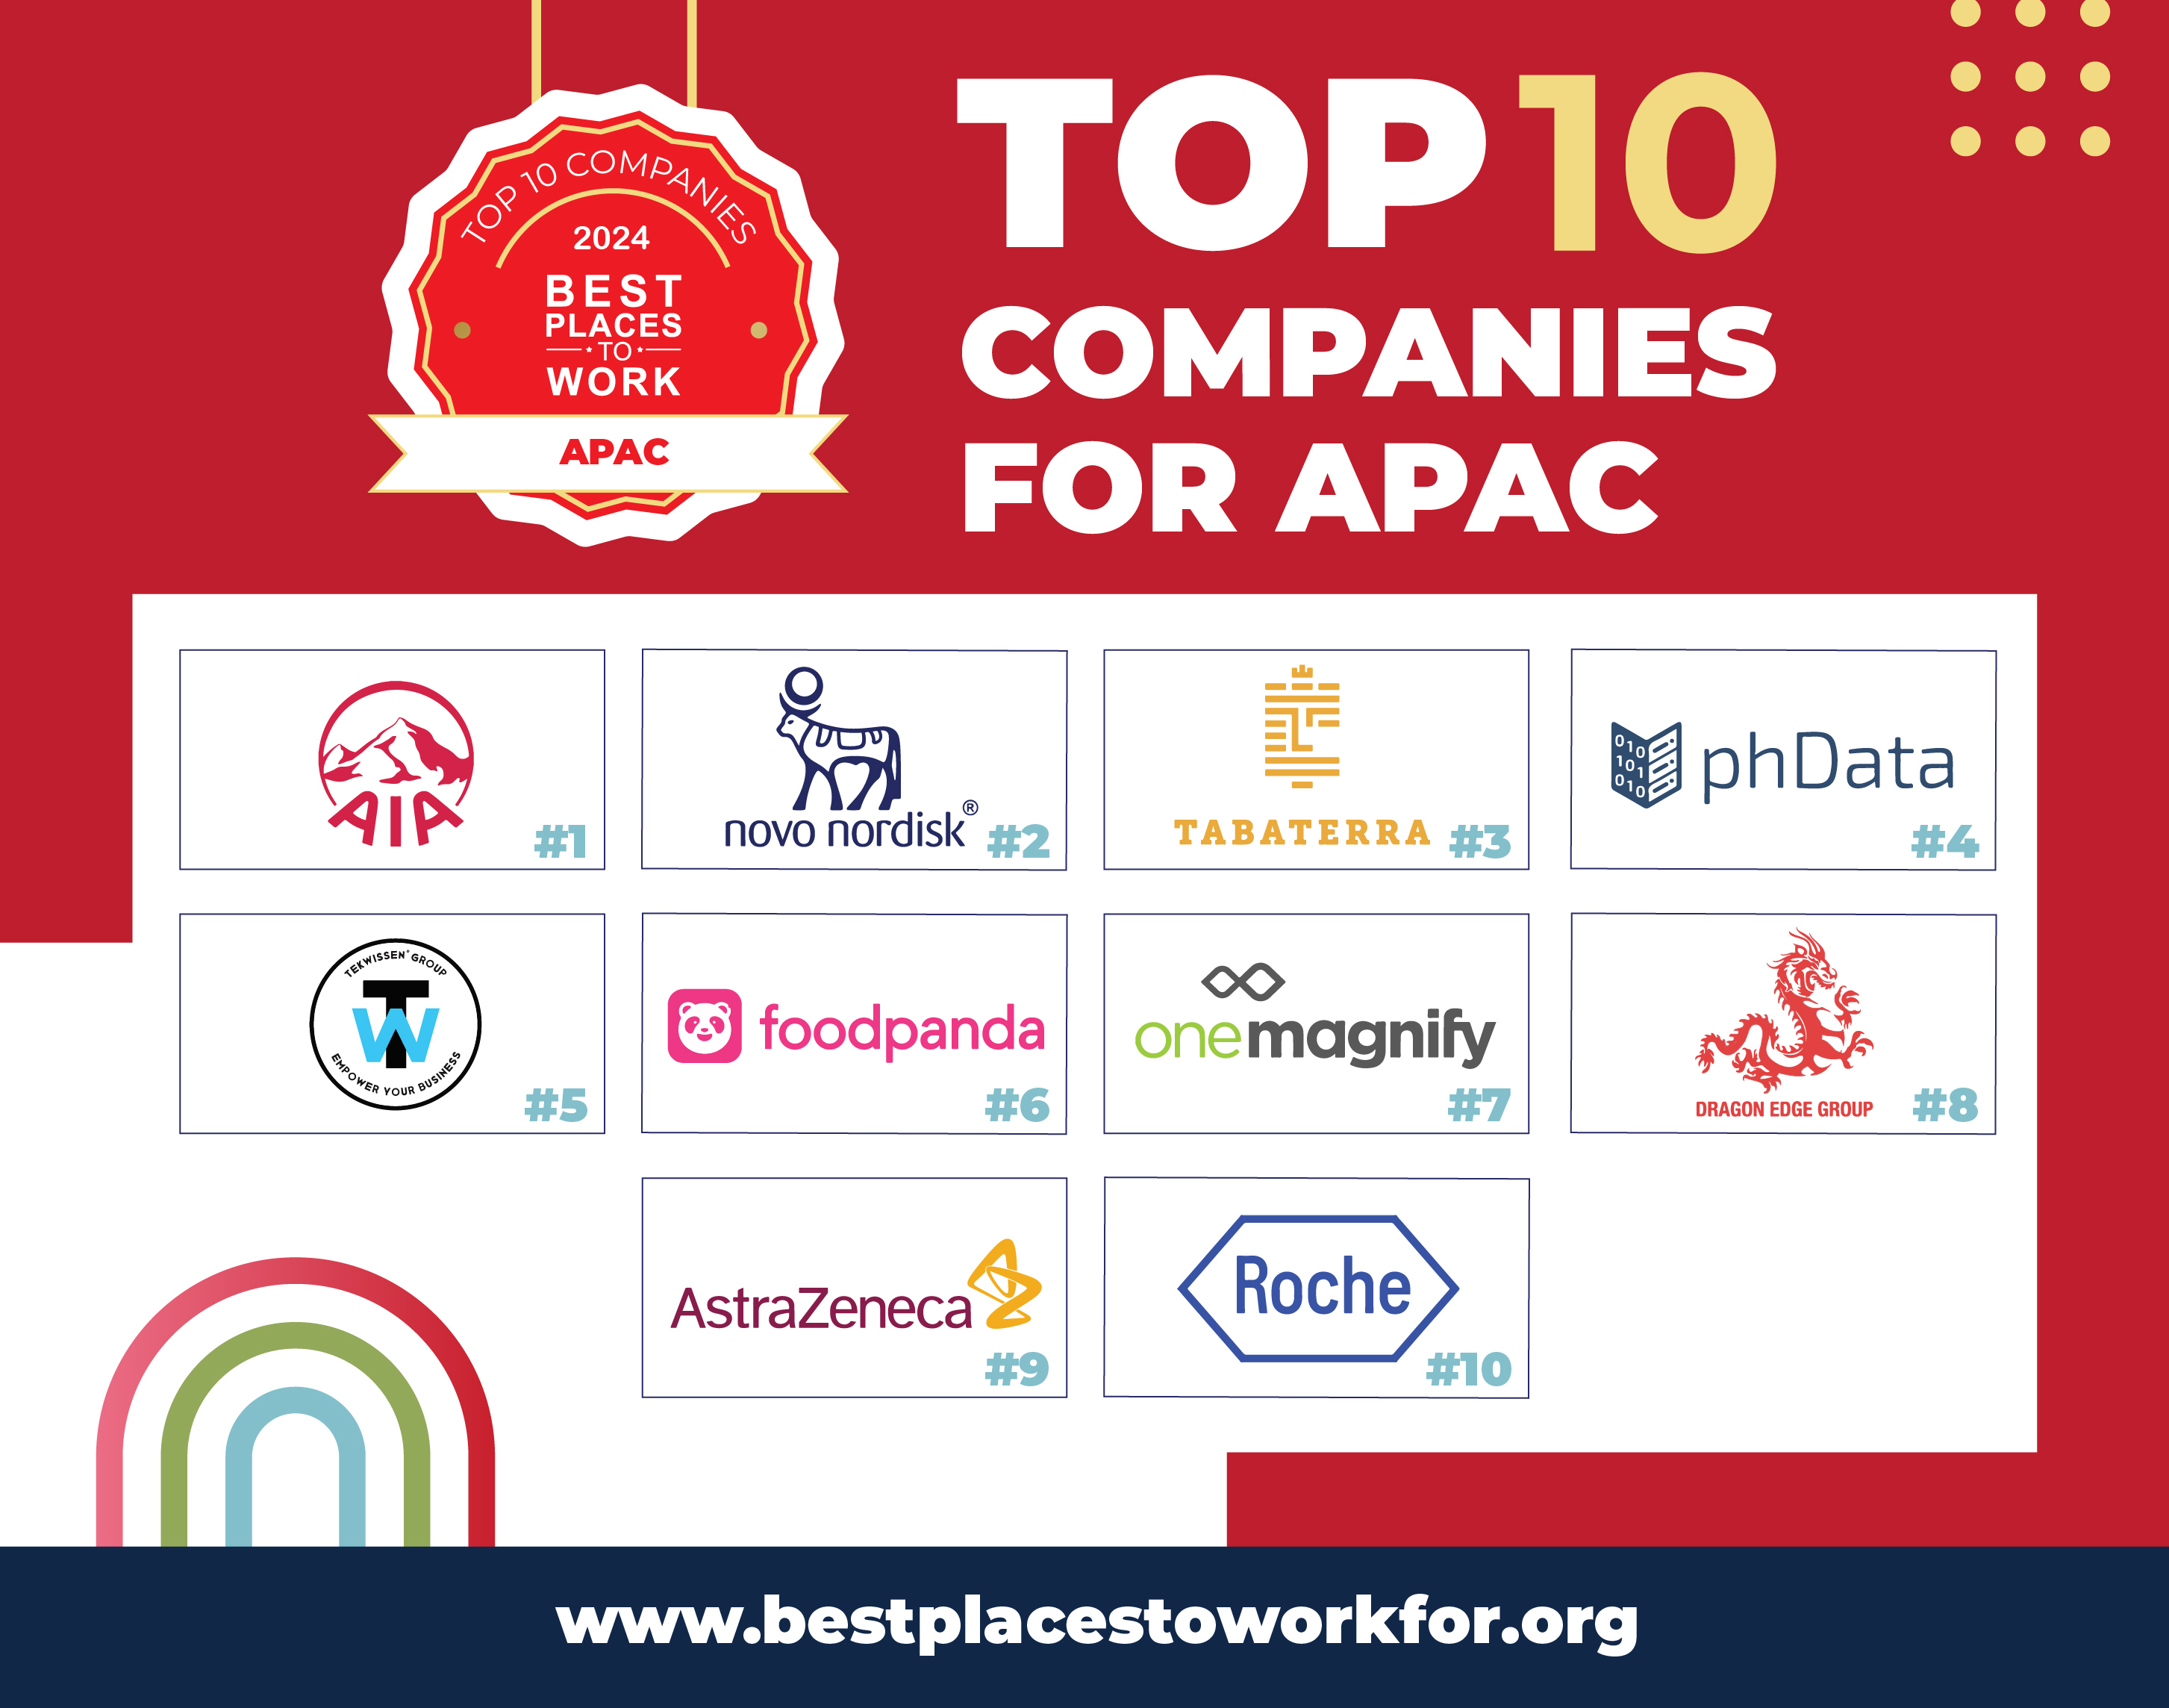 TOP 10 COMPANIES
2024
BEST
PLACES
TO
WORK
APAC
TOP 10
COMPANIES
FOR APAC
AIA
#1
novo nordisk®
#2
TABATERRA
#3
010
101
010
phData
#4
TEKWISSEN® GROUP
TW
EMPOWER YOUR BUSINESS
#5
foodpanda
#6
onemagnify
#7
DRAGON EDGE GROUP
#8
AstraZeneca
#9
Roche
#10
www.bestplacestoworkfor.org